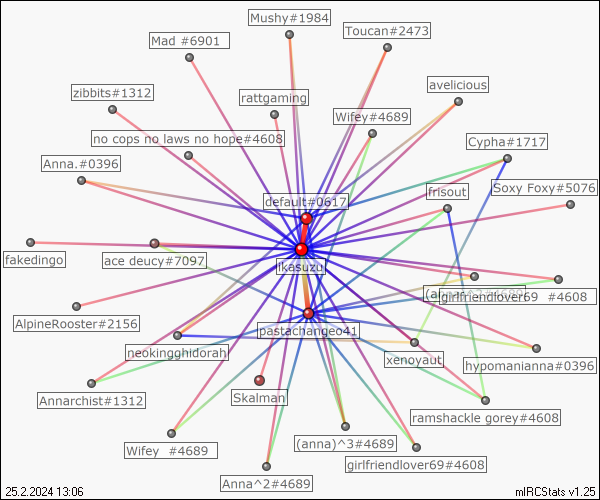 Mushy#1984
Toucan#2473
Mad #6901
avelicious
zibbits#1312
rattgaming
Wifey#4689
no cops no laws no hope#4608
Cypha#1717
Anna.#0396
frisout
Soxy Foxy#5076
default#0617
fakedingo
ace deucy#7097
ikasuzu
girlfriendlover69 #4608
AlpineRooster#2156
pastachangeo41
neokingghidorah
xenoyaut
hypomanianna#0396
Annarchist#1312
Skalman
ramshackle gorey#4608
Wifey #4689
(anna)^3#4689
girlfriendlover69#4608
Anna^2#4689
25.2.2024 13:06
mIRCStats v1.25